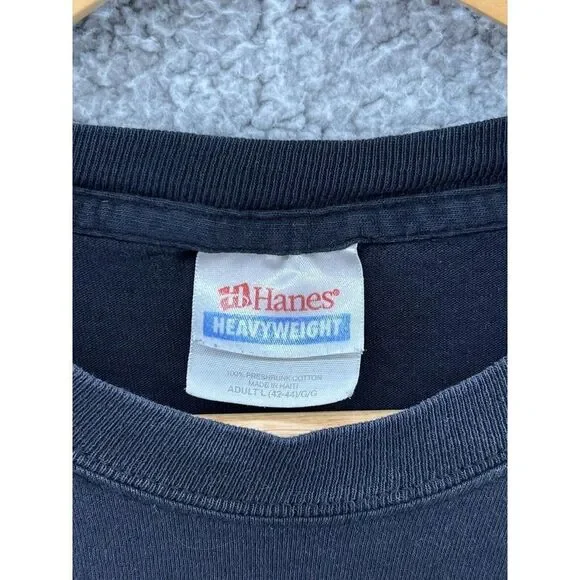 Hanes®
HEAVYWEIGHT
100% PRESHRUNK COTTON
MADE IN HAITI
ADULT L (42-44)/G/G